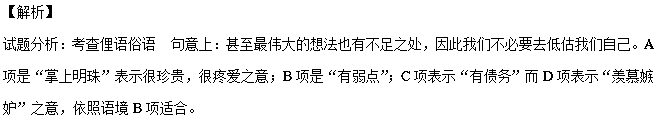 【解析】
试题分析：考查俚语俗语 句意上：甚至最伟大的想法也有不足之处，因此我们不必要去低估我们自己。A
项是“掌上明珠”表示很珍贵，很疼爱之意；B 项是“有弱点”；C 项表示“有债务”而 D 项表示“羡慕嫉
妒”之意，依照语境 B 项适合。